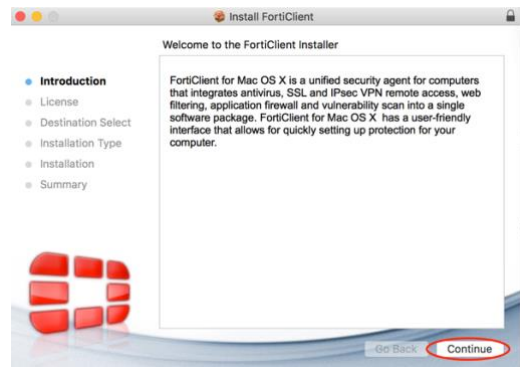 Install FortiClient
Welcome to the FortiClient Installer
Introduction
License
Destination Select
Installation Type
Installation
Summary
FortiClient for Mac OS X is a unified security agent for computers
that integrates antivirus, SSL and IPsec VPN remote access, web
filtering, application firewall and vulnerability scan into a single
software package. FortiClient for Mac OS X  has a user-friendly
interface that allows for quickly setting up protection for your
computer.
Go Back
Continue